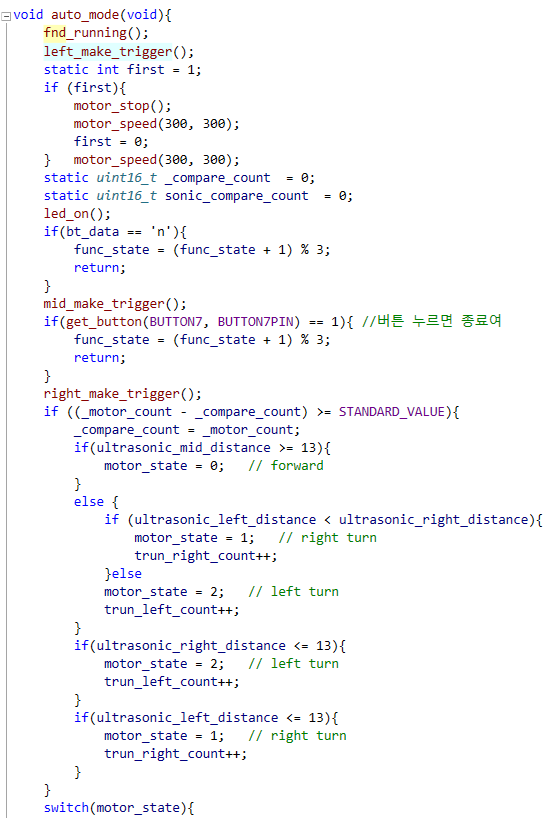 void auto_mode(void){
fnd_running();
left_make_trigger();
static int first = 1;
if (first){
motor_stop();
motor_speed(300, 300);
first = 0;
}   motor_speed(300, 300);
static uint16_t _compare_count  = 0;
static uint16_t sonic_compare_count  = 0;
led_on();
if(bt_data == 'n'){
func_state = (func_state + 1) % 3;
return;
}
mid_make_trigger();
if(get_button(BUTTON7, BUTTON7PIN) == 1){ //버튼 누르면 종료여
func_state = (func_state + 1) % 3;
return;
}
right_make_trigger();
if ((_motor_count - _compare_count) >= STANDARD_VALUE){
_compare_count = _motor_count;
if(ultrasonic_mid_distance >= 13){
motor_state = 0;   // forward
}
else {
if (ultrasonic_left_distance < ultrasonic_right_distance){
motor_state = 1;   // right turn
trun_right_count++;
}else
motor_state = 2;   // left turn
trun_left_count++;
}
if(ultrasonic_right_distance <= 13){
motor_state = 2;   // left turn
trun_left_count++;
}
if(ultrasonic_left_distance <= 13){
motor_state = 1;   // right turn
trun_right_count++;
}
}
switch(motor_state){